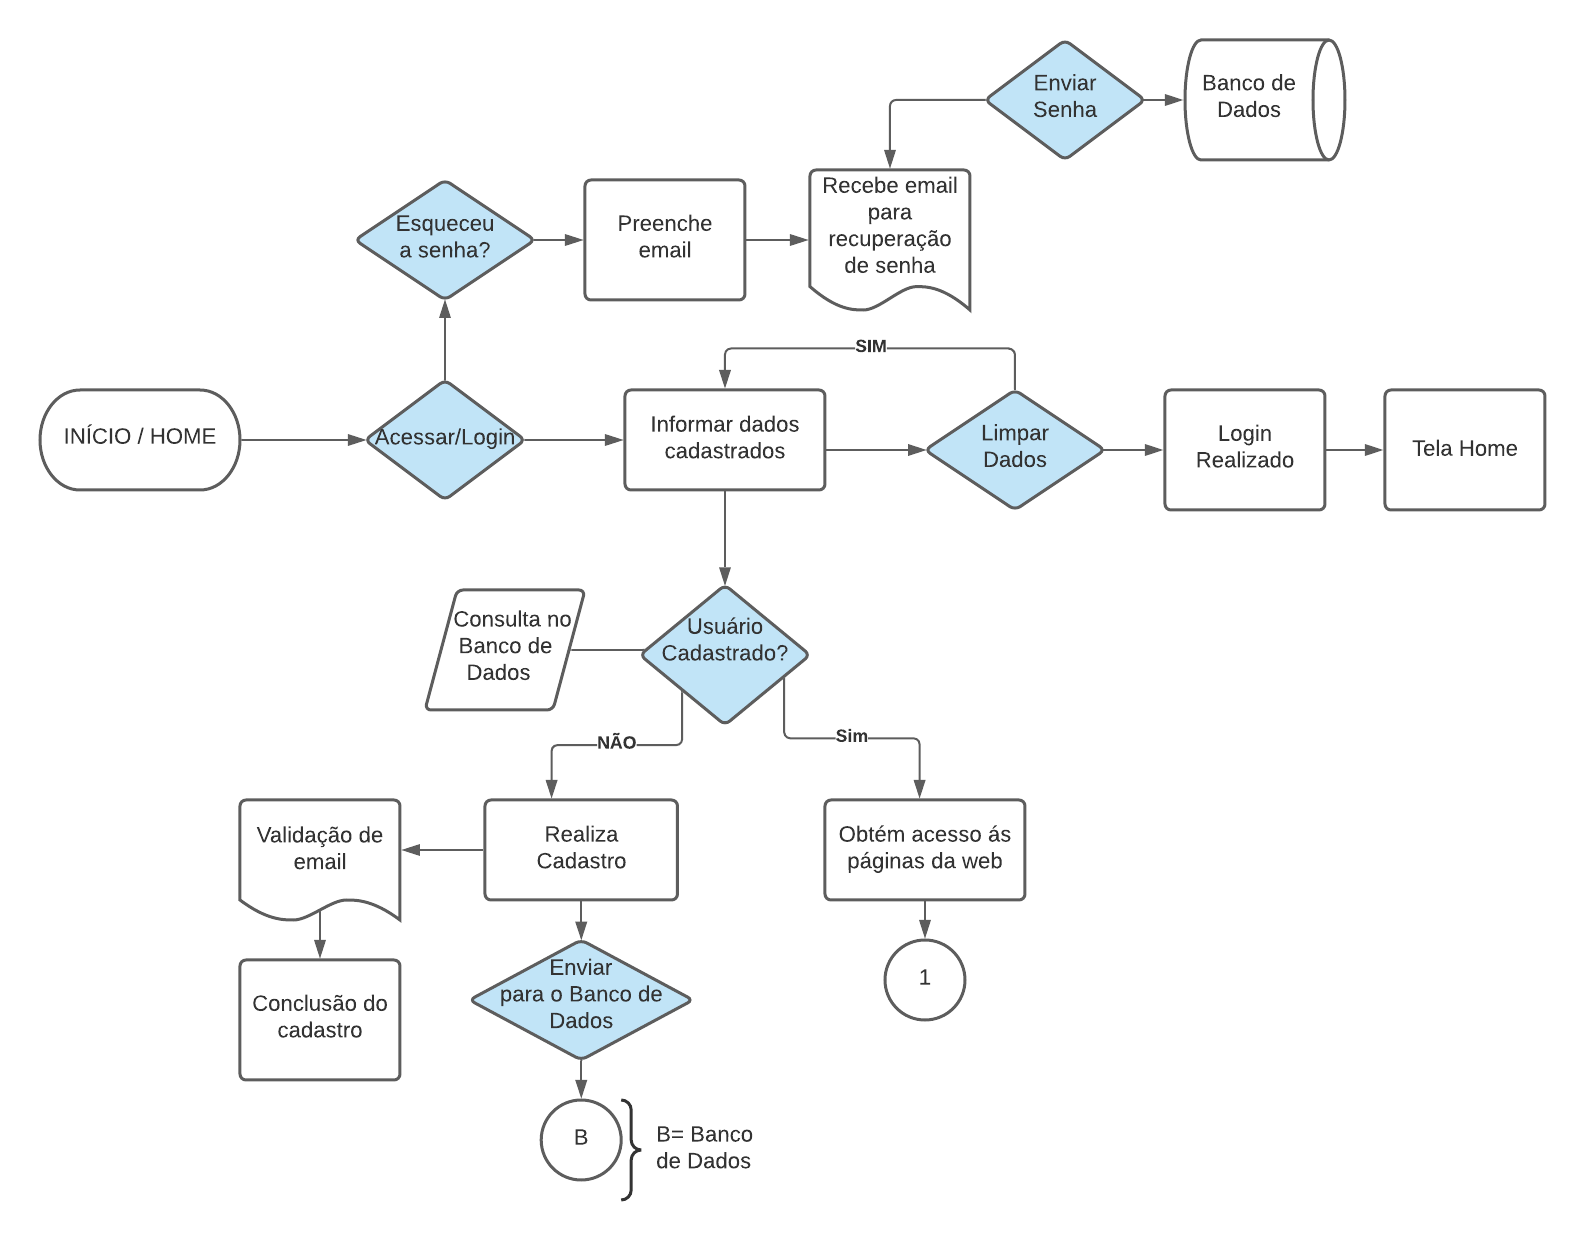 Enviar
Senha
Banco de
Dados
Esqueceu
a senha?
Preenche
email
Recebe email
para
recuperação
de senha
SIM
INÍCIO / HOME
Acessar/Login
Informar dados
cadastrados
Limpar
Dados
Login
Realizado
Tela Home
Consulta no
Banco de
Dados
Usuário
Cadastrado?
NÃO
Sim
Validação de
email
Realiza
Cadastro
Obtém acesso ás
páginas da web
Conclusão do
cadastro
Enviar
para o Banco de
Dados
1
B
B= Banco
de Dados